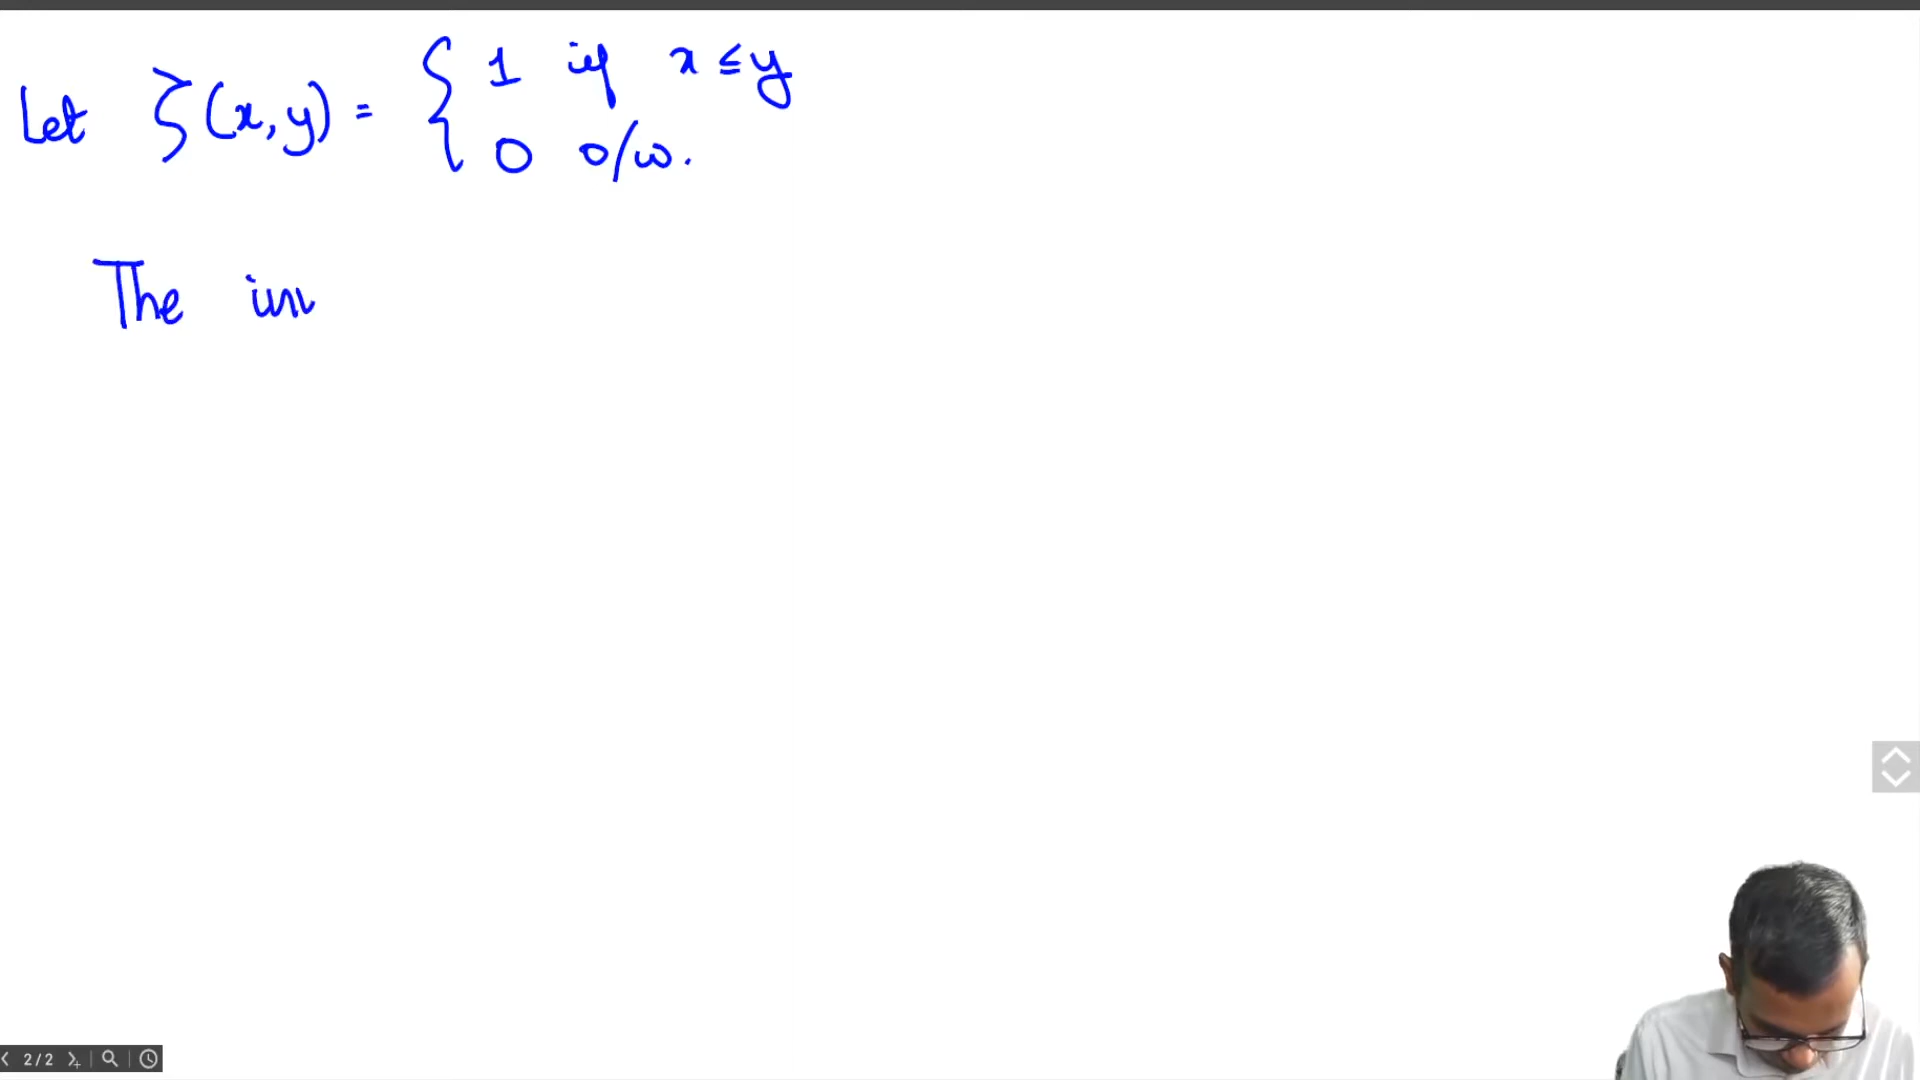 Let ζ(x,y) = { 1 if x ≤ y
0 o/w.
The in
2/2